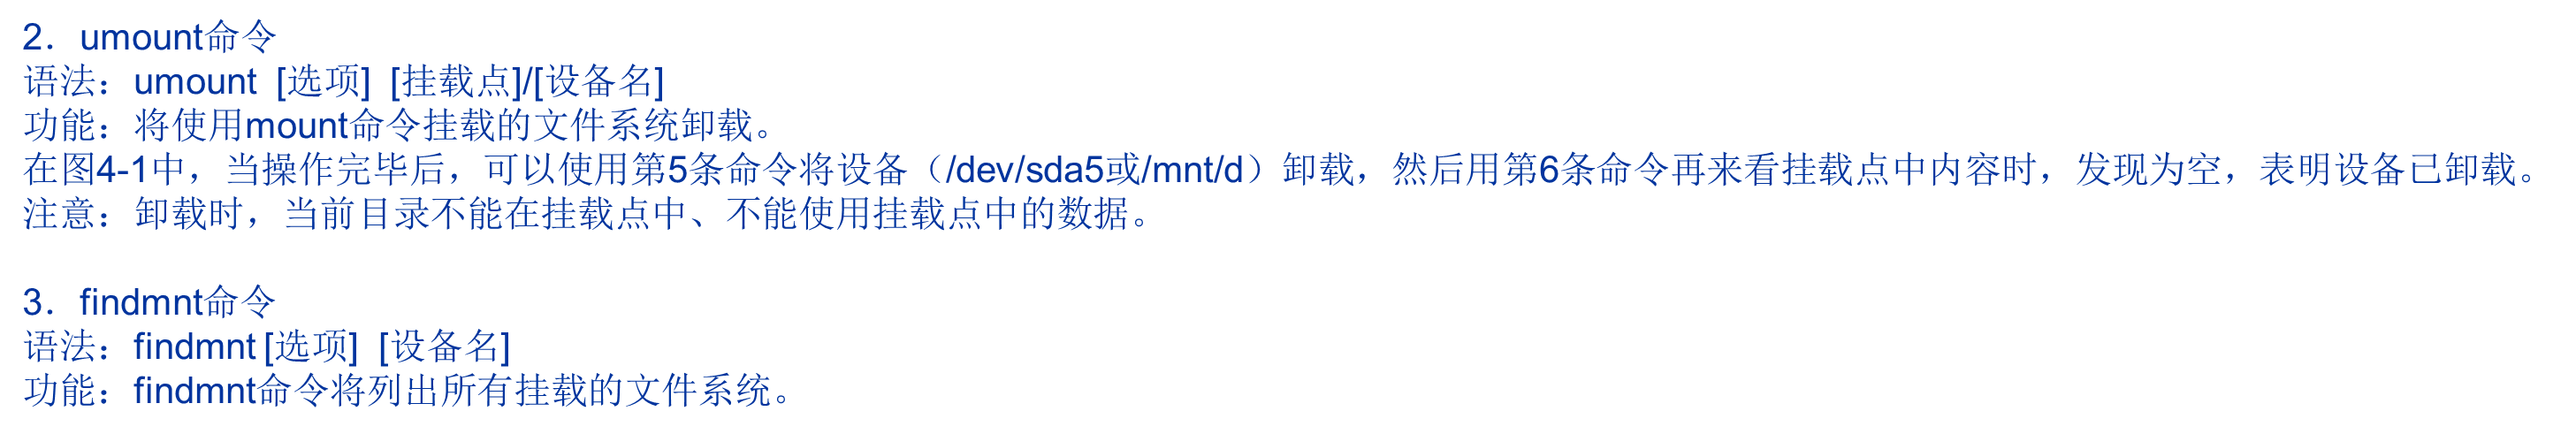 2．umount命令
语法：umount [选项] [挂载点]/[设备名]
功能：将使用mount命令挂载的文件系统卸载。
在图4-1中，当操作完毕后，可以使用第5条命令将设备（/dev/sda5或/mnt/d）卸载，然后用第6条命令再来看挂载点中内容时，发现为空，表明设备已卸载。
注意：卸载时，当前目录不能在挂载点中、不能使用挂载点中的数据。
3．findmnt命令
语法：findmnt [选项] [设备名]
功能：findmnt命令将列出所有挂载的文件系统。